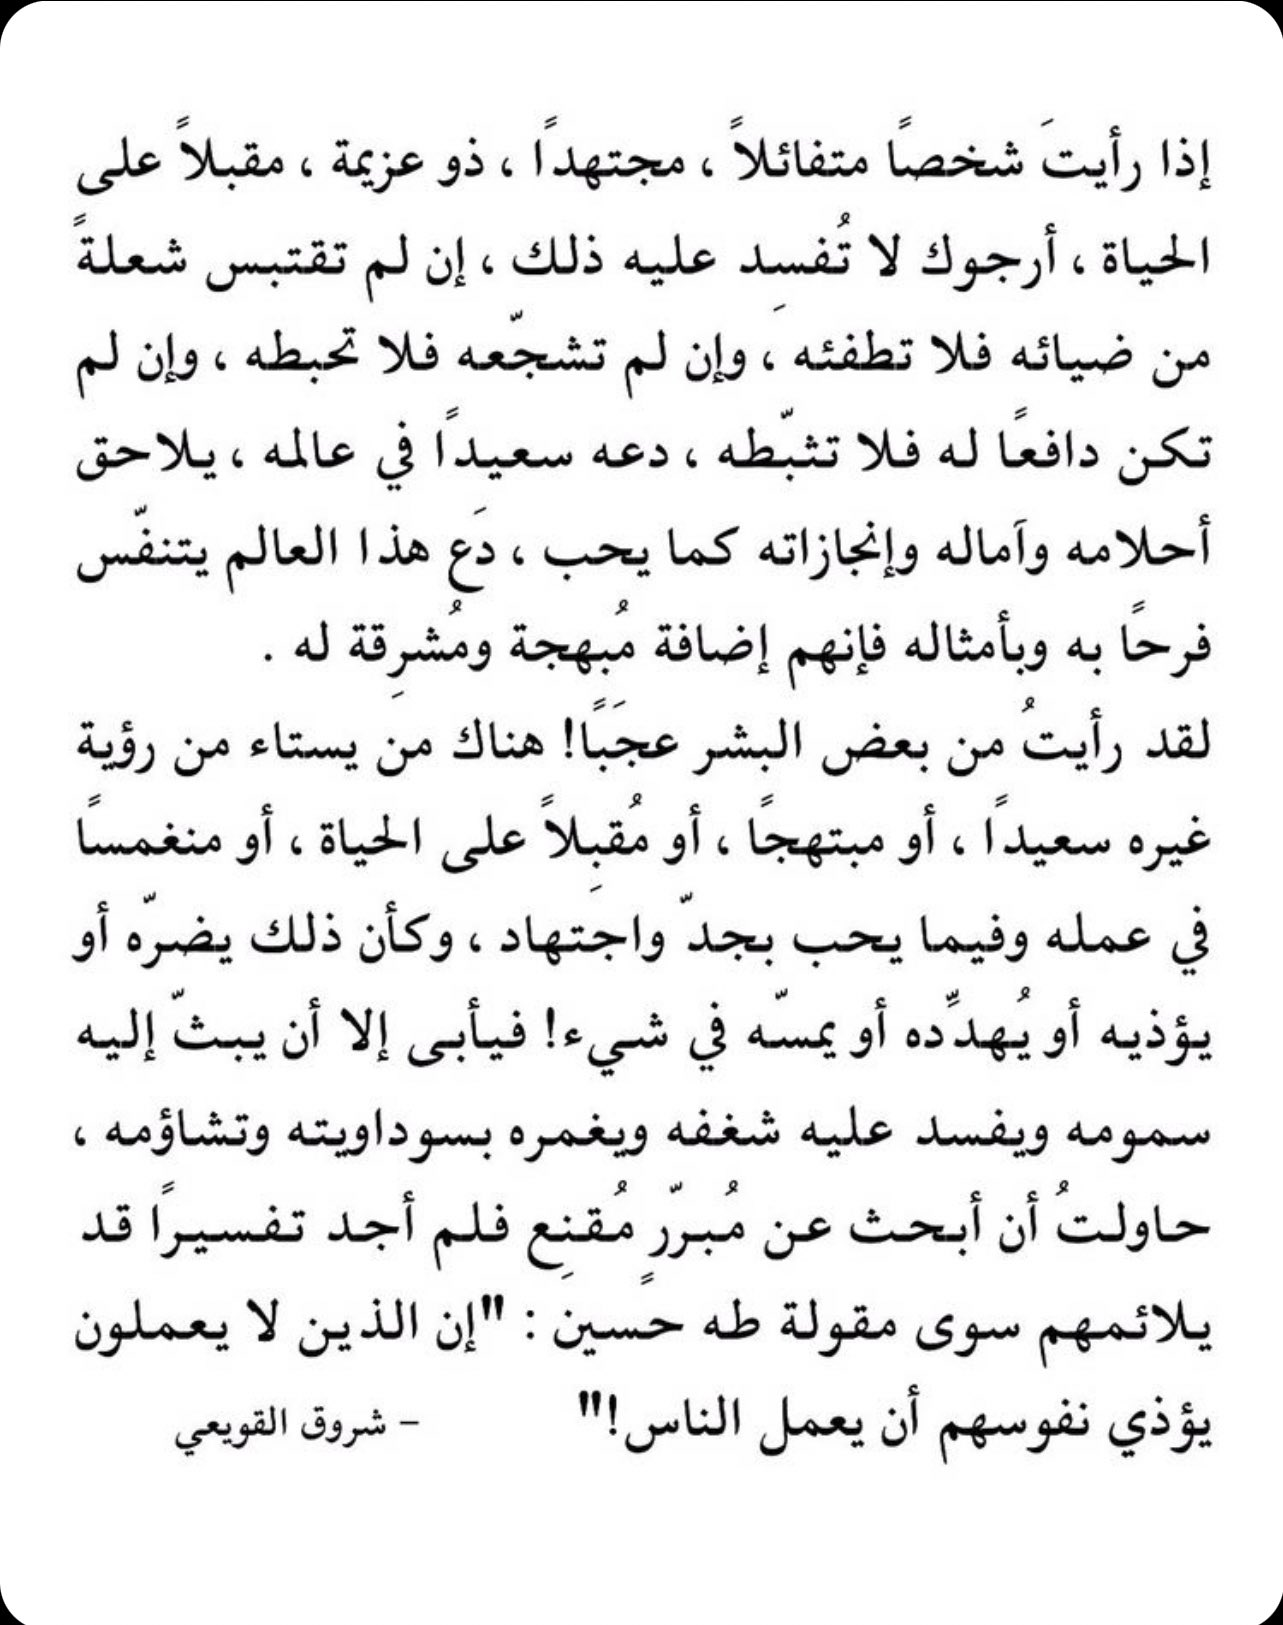 إذا رأيتَ شخصاً متفائلاً ، مجتهداً ، ذو عزيمة ، مقبلاً على
الحياة ، أرجوك لا تُفسِد عليه ذلك ، إن لم تقتبس شعلةً
من ضيائه فلا تطفئه ، وإن لم تشجّعه فلا تحبطه ، وإن لم
تكن دافعًا له فلا تثبّطه ، دعه سعيداً في عالمه ، يلاحق
أحلامه وآماله وإنجازاته كما يحب ، دَع هذا العالم يتنفّس
فرحًا به وبأمثاله فإنهم إضافة مُبهجة ومُشرِقة له .
لقد رأيتُ من بعض البشر عجَبًا! هناك من يستاء من رؤية
غيره سعيداً ، أو مبتهجًا ، أو مُقبِلاً على الحياة ، أو منغمساً
في عمله وفيما يحب بجدّ واجتهاد ، وكأن ذلك يضرّه أو
يؤذيه أو يُهدِّده أو يمسّه في شيء! فيأبى إلا أن يبثّ إليه
سمومه ويفسد عليه شغفه ويغمره بسوداويته وتشاؤمه ،
حاولتُ أن أبحث عن مُبرّرٍ مُقنِع فلم أجد تفسيراً قد
يلائمهم سوى مقولة طه حسين : "إن الذين لا يعملون
يؤذي نفوسهم أن يعمل الناس!" – شروق القويعي